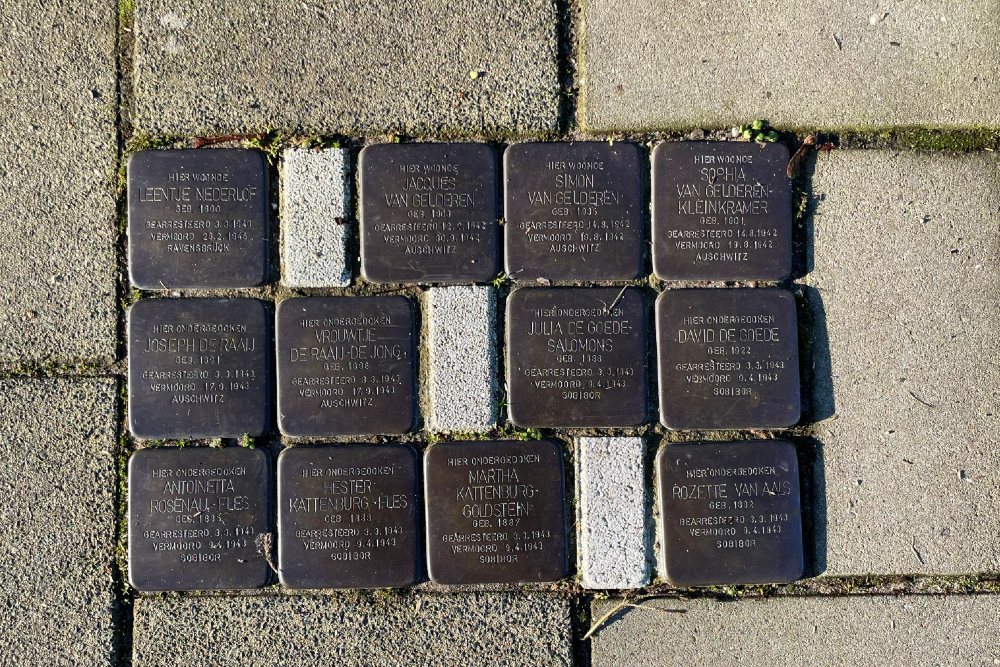 HIER WOONDE
LEENTJE NEDERLOF
GEB. 1890
GEARRESTEERD 3.3.1943
VERMOORD 23.2.1945
RAVENSBRÜCK
HIER WOONDE
JACQUES
VAN GELDEREN
GEB. 1903
GEARRESTEERD 12.9.1942
VERMOORD 30.9.1942
AUSCHWITZ
HIER WOONDE
SIMON
VAN GELDEREN
GEB. 1935
GEARRESTEERD 14.8.1942
VERMOORD 19.8.1942
AUSCHWITZ
HIER WOONDE
SOPHIA
VAN GELDEREN-
KLEINKRAMER
GEB. 1901
GEARRESTEERD 14.8.1942
VERMOORD 19.8.1942
AUSCHWITZ
HIER ONDERGEDOKEN
JOSEPH DE RAAIJ
GEB. 1891
GEARRESTEERD 3.3.1943
VERMOORD 17.9.1943
AUSCHWITZ
HIER ONDERGEDOKEN
VROUWTJE
DE RAAIJ-DE JONG
GEB. 1898
GEARRESTEERD 3.3.1943
VERMOORD 17.9.1943
AUSCHWITZ
HIER ONDERGEDOKEN
JULIA DE GOEDE-
SALOMONS
GEB. 1886
GEARRESTEERD 3.3.1943
VERMOORD 9.4.1943
SOBIBOR
HIER ONDERGEDOKEN
DAVID DE GOEDE
GEB. 1922
GEARRESTEERD 3.3.1943
VERMOORD 9.4.1943
SOBIBOR
HIER ONDERGEDOKEN
ANTOINETTA
ROSENAU-FLES
GEB.
GEARRESTEERD 3.3.1943
VERMOORD 9.4.1943
SOBIBOR
HIER ONDERGEDOKEN
HESTER
KATTENBURG-FLES
GEB. 1888
GEARRESTEERD 3.3.1943
VERMOORD 9.4.1943
SOBIBOR
HIER ONDERGEDOKEN
MARTHA
KATTENBURG-
GOLDSTEIN
GEB. 1887
GEARRESTEERD 3.3.1943
VERMOORD 9.4.1943
SOBIBOR
HIER ONDERGEDOKEN
ROZETTE VAN AALS
GEB. 1892
GEARRESTEERD 3.3.1943
VERMOORD 9.4.1943
SOBIBOR